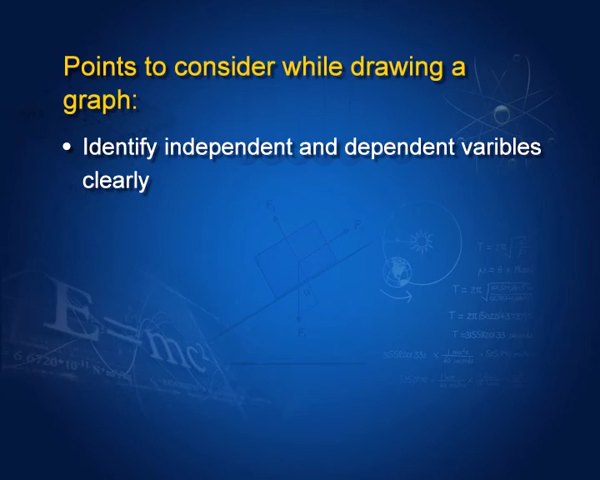 Points to consider while drawing a
graph:
• Identify independent and dependent varibles
clearly
E=mc²